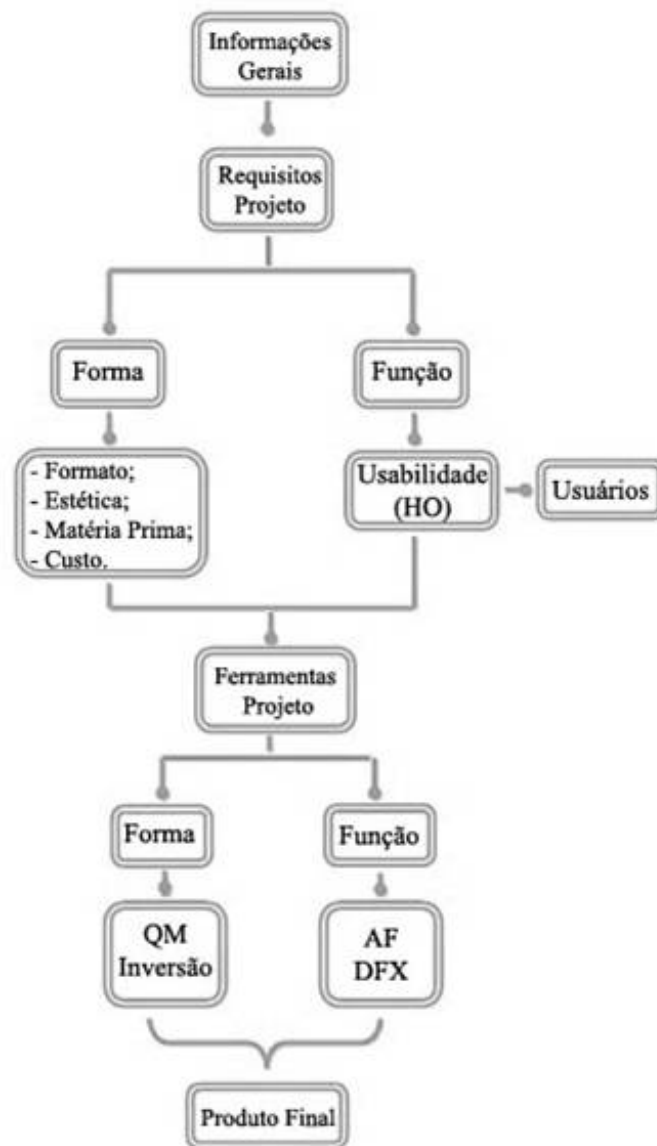 Informações
Gerais
Requisitos
Projeto
Forma
Função
- Formato;
- Estética;
- Matéria Prima;
- Custo.
Usabilidade
(HO)
Usuários
Ferramentas
Projeto
Forma
Função
QM
Inversão
AF
DFX
Produto Final